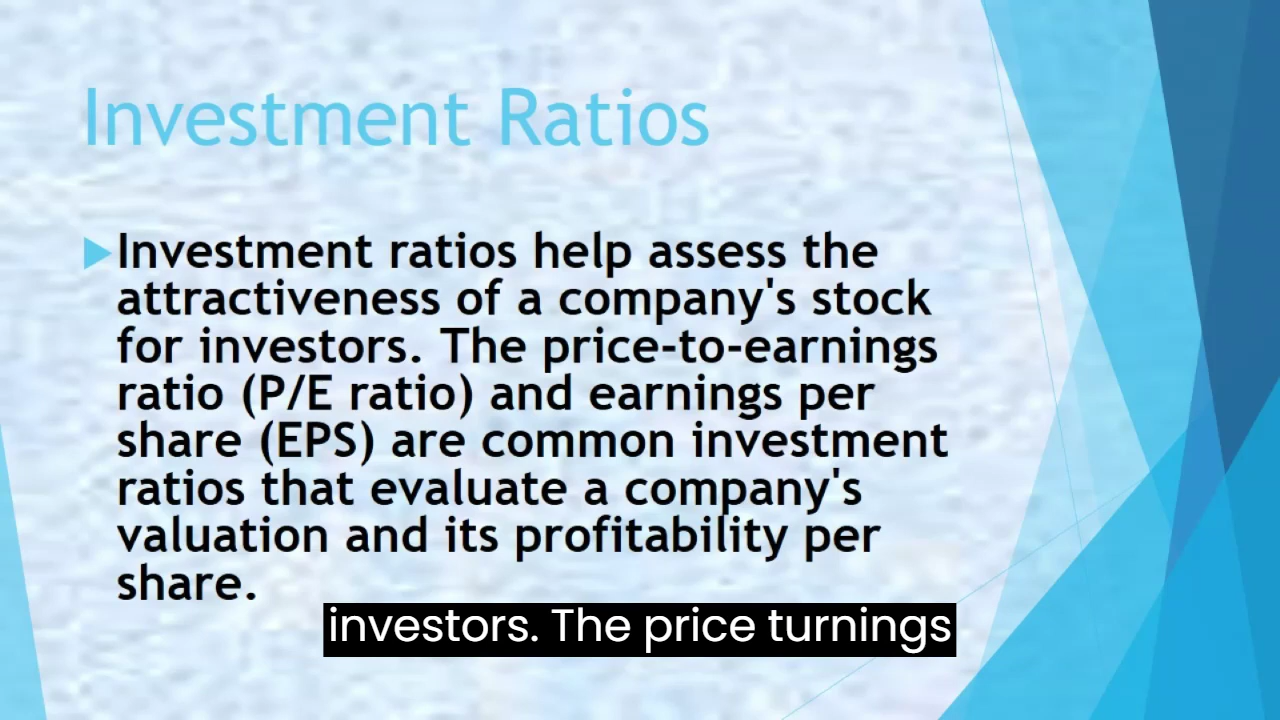 Investment Ratios
Investment ratios help assess the
attractiveness of a company's stock
for investors. The price-to-earnings
ratio (P/E ratio) and earnings per
share (EPS) are common investment
ratios that evaluate a company's
valuation and its profitability per
share.
investors. The price turnings